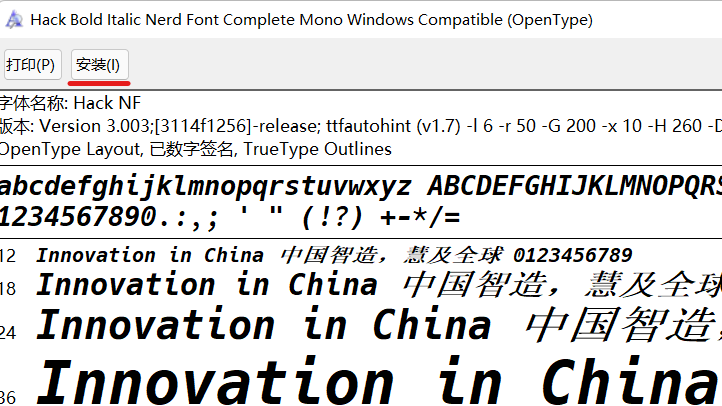 Hack Bold Italic Nerd Font Complete Mono Windows Compatible (OpenType)
打印(P) 安装(I)
字体名称: Hack NF
版本: Version 3.003;[3114f1256]-release; ttfautohint (v1.7) -l 6 -r 50 -G 200 -x 10 -H 260 -D
OpenType Layout, 已数字签名, TrueType Outlines
abcdefghijklmnopqrstuvwxyz ABCDEFGHIJKLMNOPQRS
1234567890.:,; ' " (!?) +-*/=
12 Innovation in China 中国智造，慧及全球 0123456789
18 Innovation in China 中国智造，慧及全球
24 Innovation in China 中国智造，
36 Innovation in China